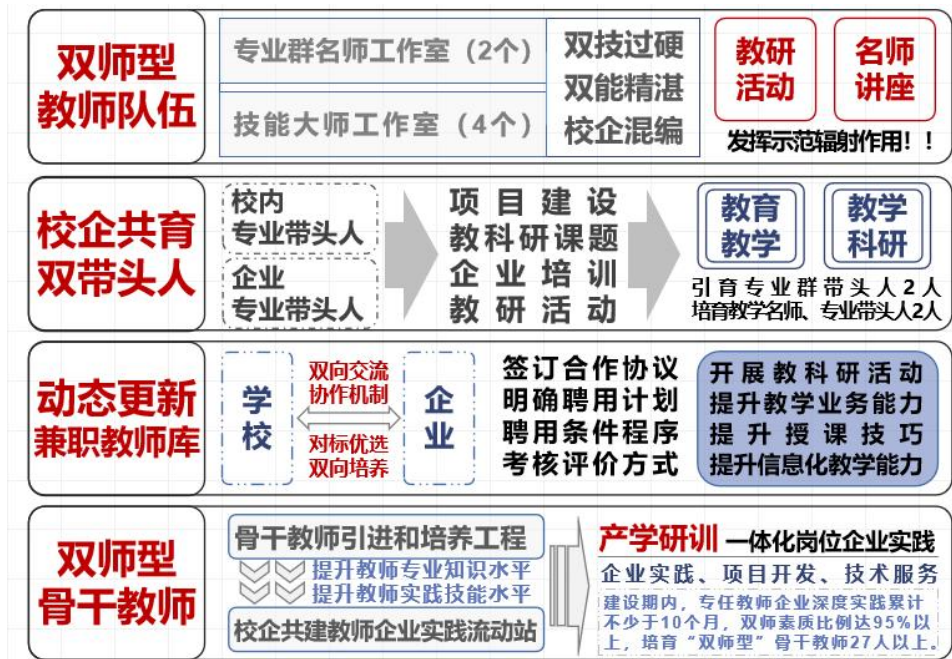 双师型
教师队伍
专业群名师工作室（2个）
技能大师工作室（4个）
双技过硬
双能精湛
校企混编
教研
活动
名师
讲座
发挥示范辐射作用！！
校企共育
双带头人
校内
专业带头人
企业
专业带头人
项目建设
教科研课题
企业培训
教研活动
教育
教学
教学
科研
引育专业群带头人2人
培育教学名师、专业带头人2人
动态更新
兼职教师库
学
校
双向交流
协作机制
对标优选
双向培养
企
业
签订合作协议
明确聘用计划
聘用条件程序
考核评价方式
开展教科研活动
提升教学业务能力
提升授课技巧
提升信息化教学能力
双师型
骨干教师
骨干教师引进和培养工程
提升教师专业知识水平
提升教师实践技能水平
校企共建教师企业实践流动站
产学研训 一体化岗位企业实践
企业实践、项目开发、技术服务
建设期内，专任教师企业深度实践累计
不少于10个月，双师素质比例达95%以
上，培育“双师型”骨干教师27人以上。